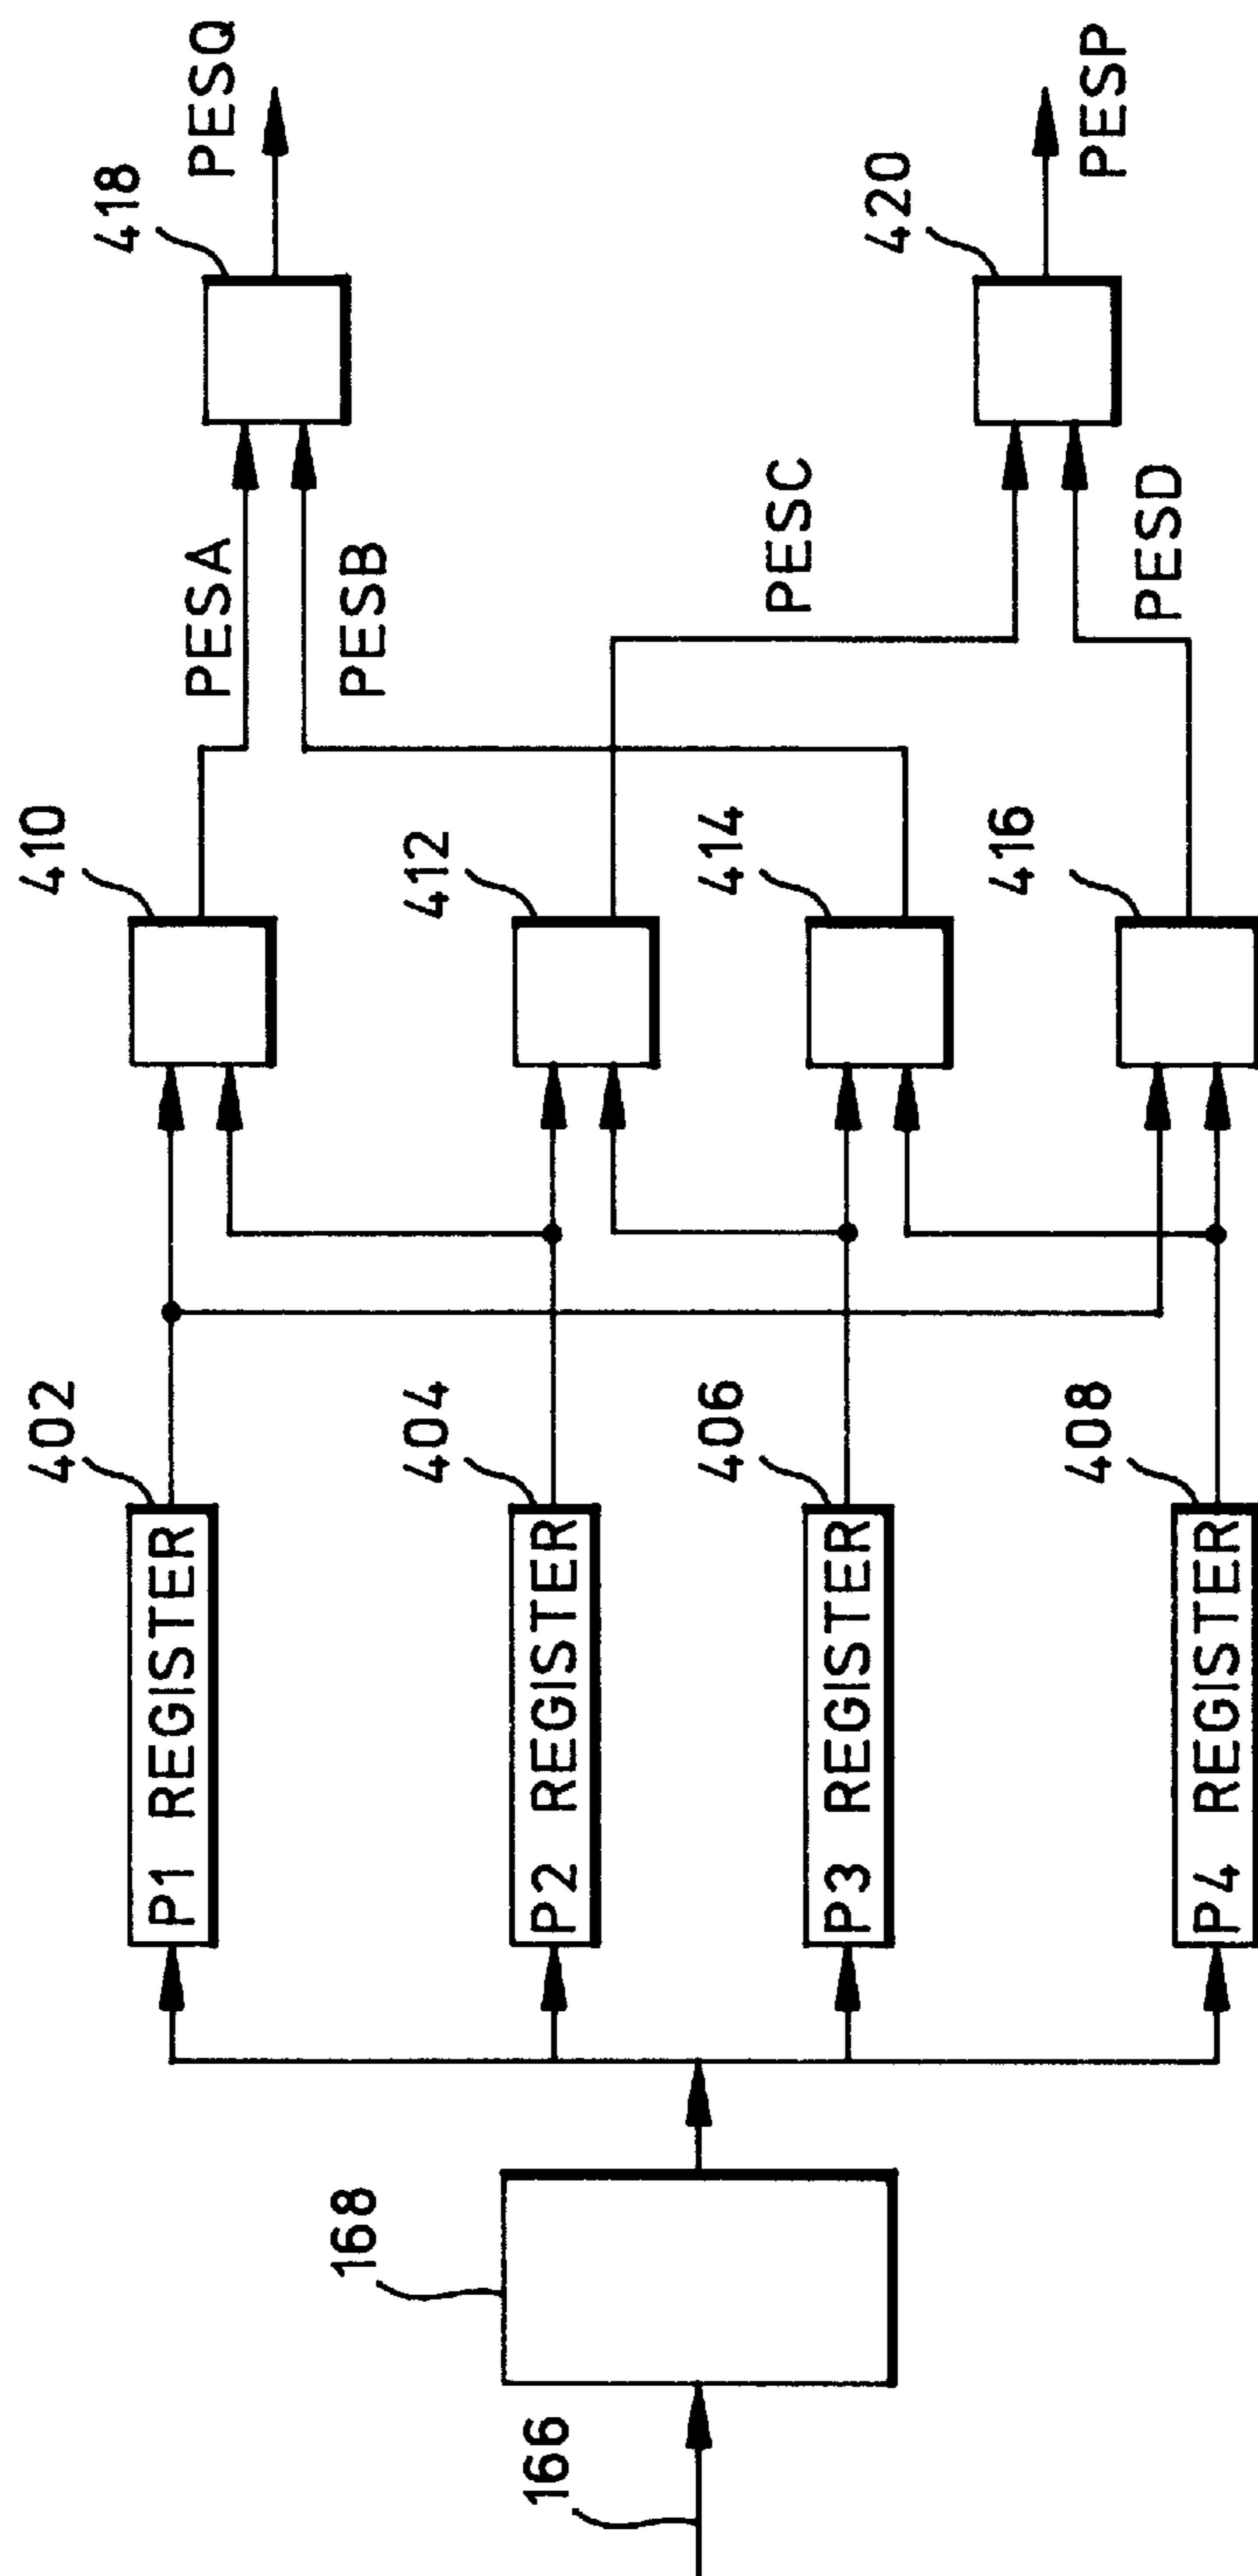 166
168
P1 REGISTER
402
P2 REGISTER
404
P3 REGISTER
406
P4 REGISTER
408
410
412
414
416
PESA
PESB
PESC
PESD
418
PESQ
420
PESP